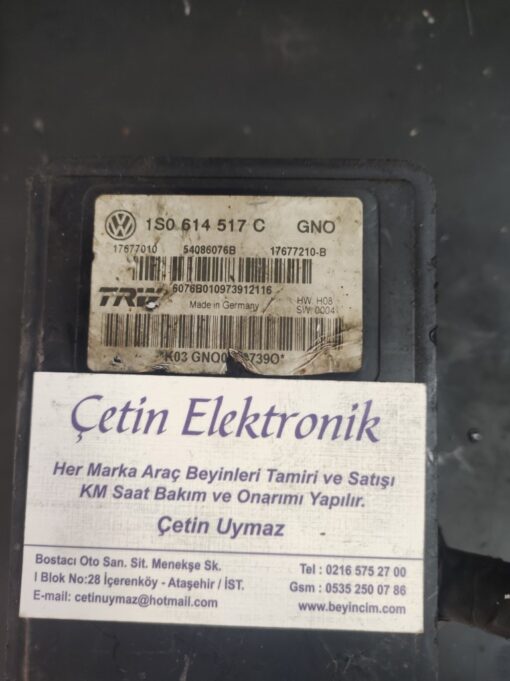 1S0 614 517 C GNO
17677010 54086076B 17677210-B
6076B010973912116
TRW Made in Germany HW. H08
SW. 0004
Çetin Elektronik
Her Marka Araç Beyinleri Tamiri ve Satışı
KM Saat Bakım ve Onarımı Yapılır.
Çetin Uymaz
Bostacı Oto San. Sit. Menekşe Sk.
I Blok No:28 İçerenköy - Ataşehir / İST.
E-mail: cetinuymaz@hotmail.com
Tel : 0216 575 27 00
Gsm : 0535 250 07 86
www.beyincim.com